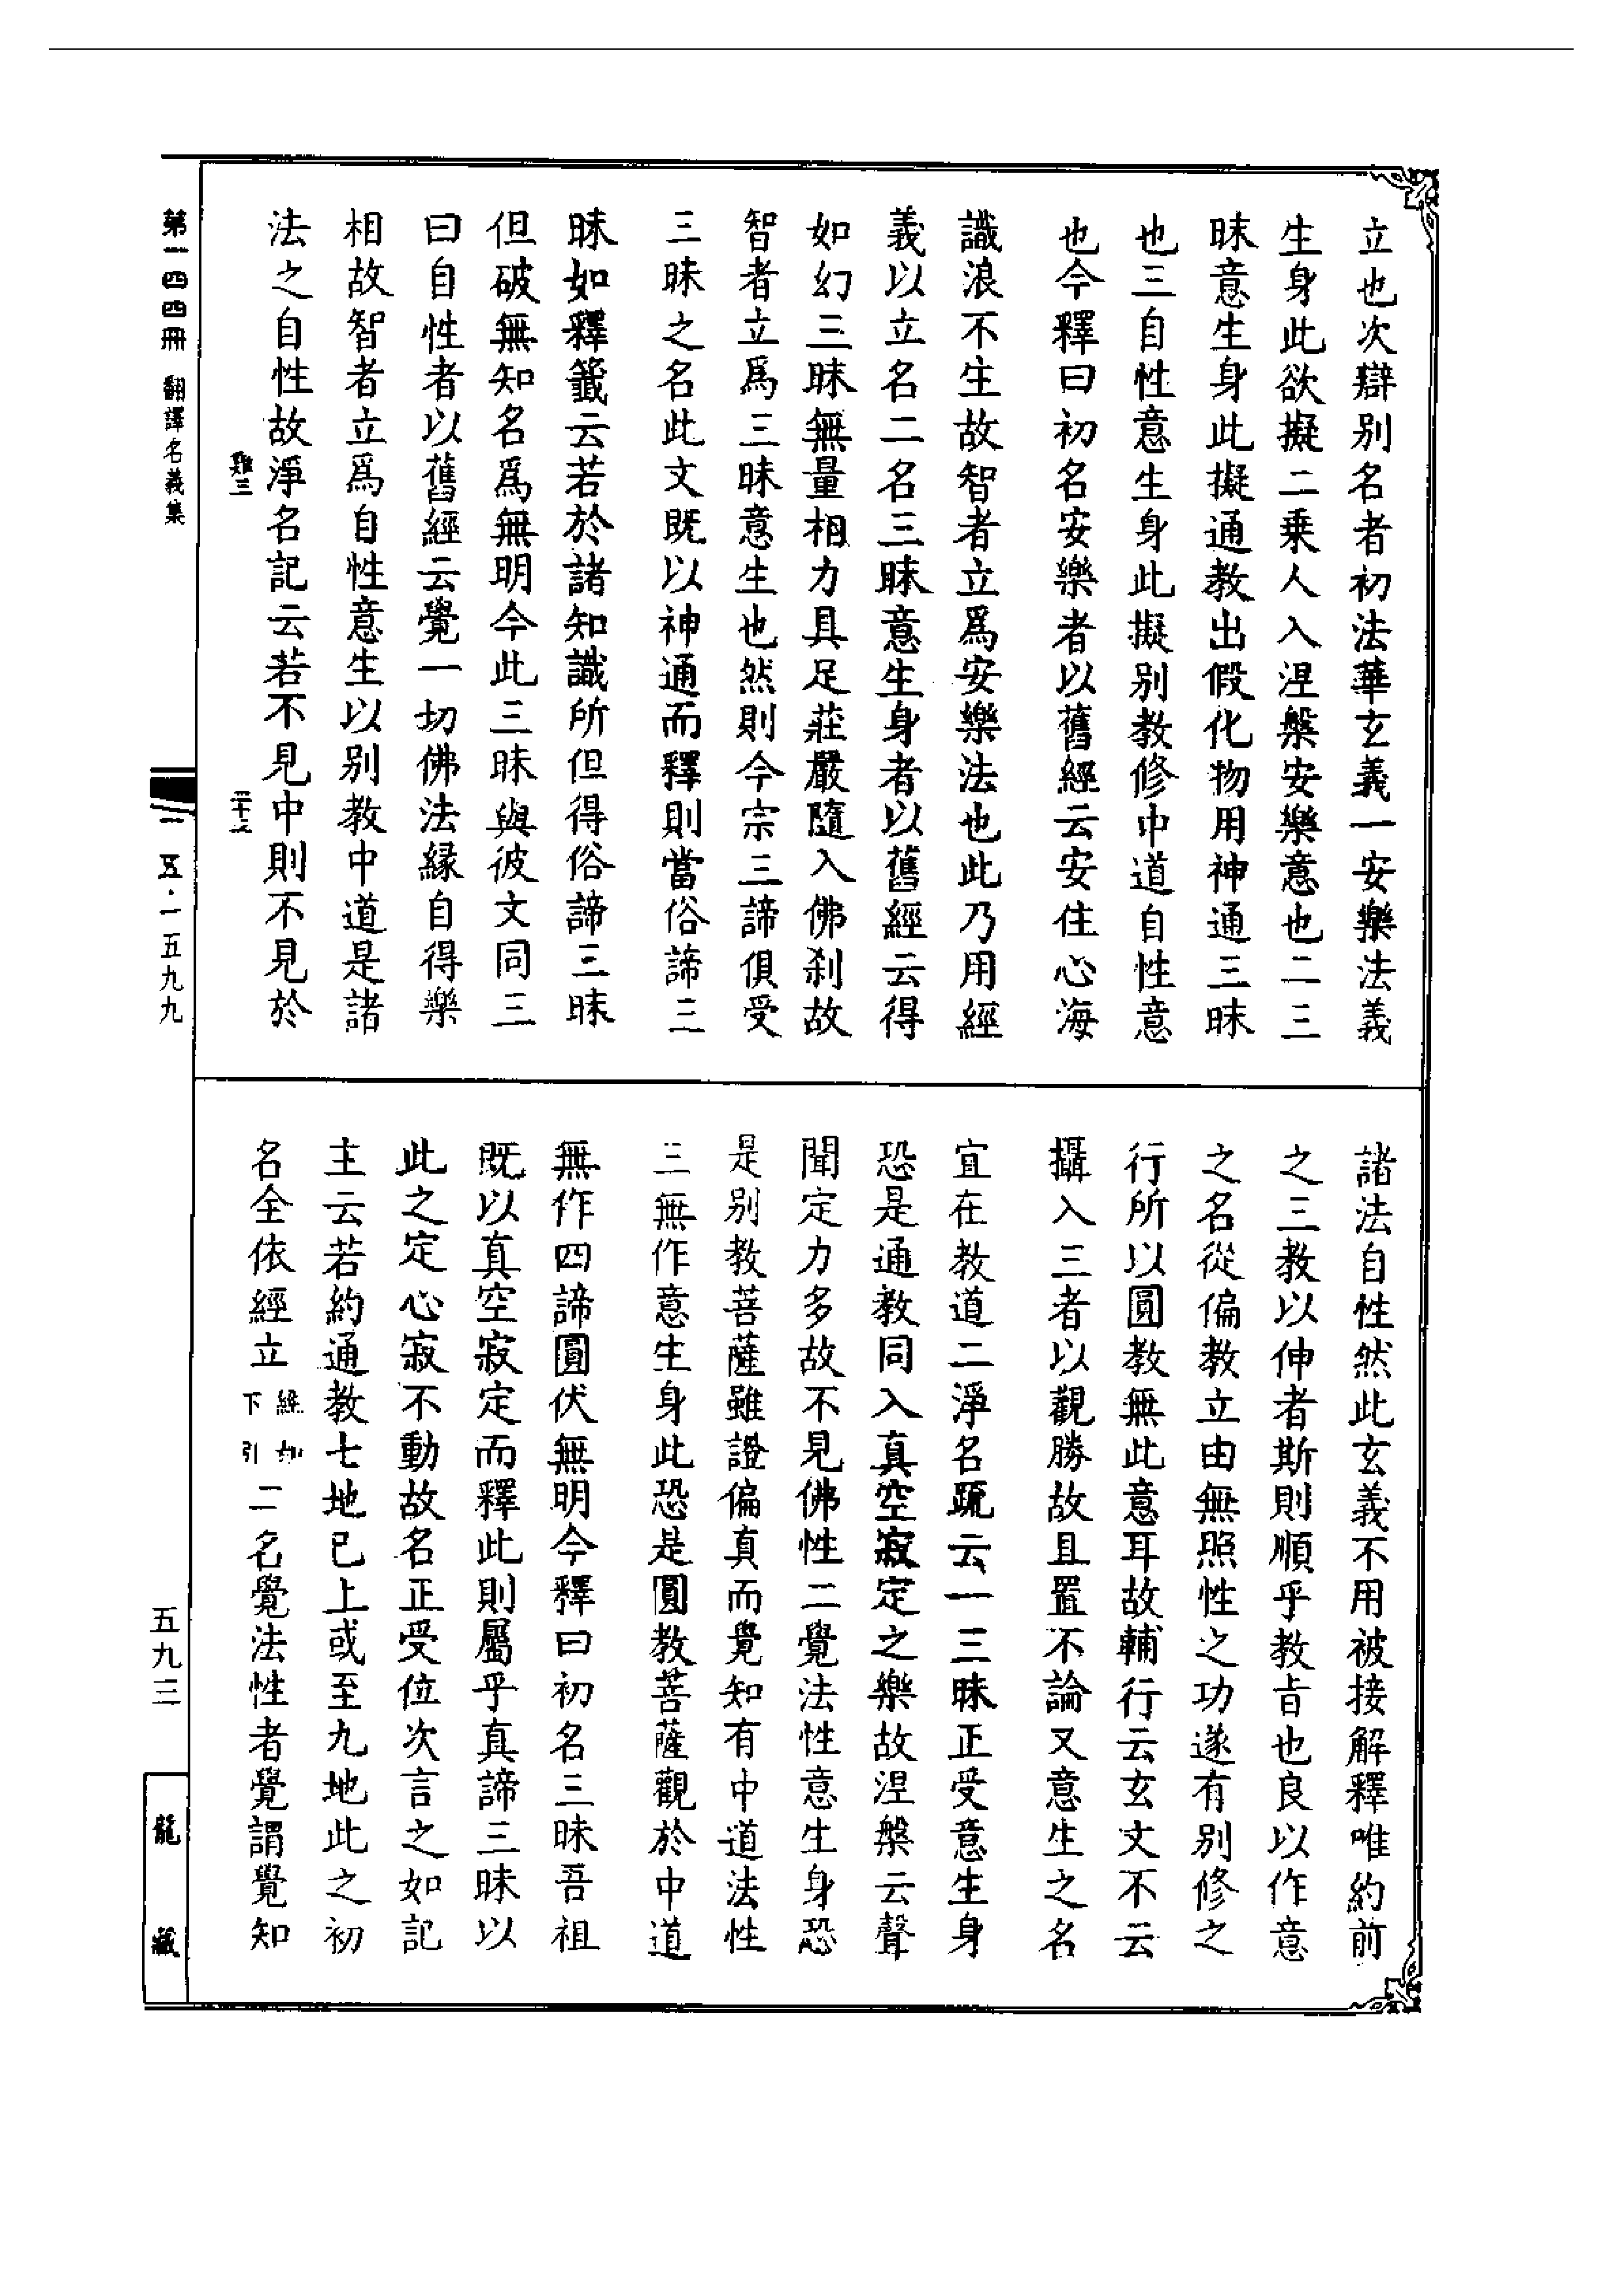 立也次辯別名者初法華玄義一安樂法義
生身此欲擬二乘人入涅槃安樂意也二三
昧意生身此擬通教出假化物用神通三昧
也三自性意生身此擬別教修中道自性意
也今釋曰初名安樂者以舊經云安住心海
識浪不生故智者立爲安樂法也此乃用經
義以立名二名三昧意生身者以舊經云得
如幻三昧無量相力具足莊嚴隨入佛刹故
智者立爲三昧意生也然則今宗三諦俱受
三昧之名此文既以神通而釋則當俗諦三
昧如釋籤云若於諸知識所但得俗諦三昧
但破無知名爲無明今此三昧與彼文同三
曰自性者以舊經云覺一切佛法緣自得樂
相故智者立爲自性意生以別教中道是諸
法之自性故淨名記云若不見中則不見於
諸法自性然此玄義不用被接解釋唯約前
之三教以伸者斯則順乎教旨也良以作意
之名從偏教立由無照性之功遂有別修之
行所以圓教無此意耳故輔行云玄文不云
攝入三者以觀勝故且置不論又意生之名
宜在教道二淨名䟽云一三昧正受意生身
恐是通教同入真空寂定之樂故涅槃云聲
聞定力多故不見佛性二覺法性意生身恐
是別教菩薩雖證偏真而覺知有中道法性
三無作意生身此恐是圓教菩薩觀於中道
無作四諦圓伏無明今釋曰初名三昧吾祖
既以真空寂定而釋此則屬乎真諦三昧以
此之定心寂不動故名正受位次言之如記
主云若約通教七地已上或至九地此之初
名全依經立經如下引二名覺法性者覺謂覺知
雞三
第一四四冊 翻譯名義集
一五·一五九九
五九三
龍藏